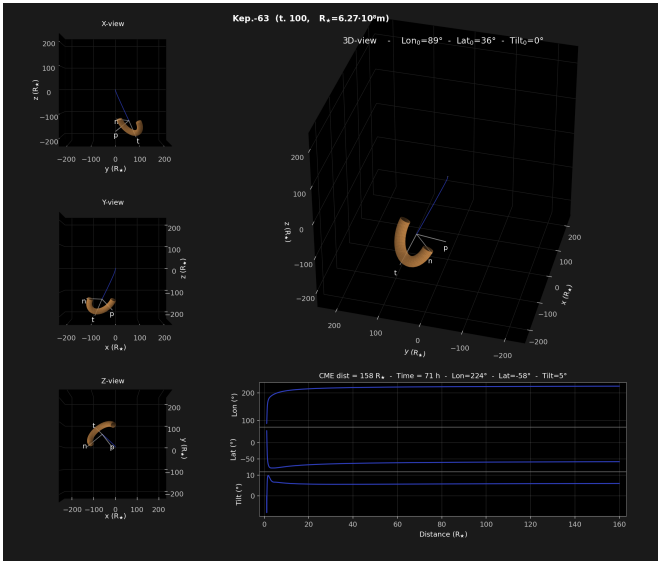 Kep.-63 (t. 100, R★=6.27·10⁸m)
X-view
z (R★)
200
100
0
−100
−200
n
p
t
−200 −100 0 100 200
y (R★)
3D-view - Lon₀=89° - Lat₀=36° - Tilt₀=0°
200
100
0
−100
−200
z (R★)
p
n
t
200
100
0
−100
−200
x (R★)
200 100 0 −100 −200
y (R★)
Y-view
200
100
0
−100
−200
z (R★)
n
p
t
−200 −100 0 100 200
x (R★)
Z-view
200
100
0
−100
−200
y (R★)
t
n
p
−200 −100 0 100 200
x (R★)
CME dist = 158 R★ - Time = 71 h - Lon=224° - Lat=-58° - Tilt=5°
Lon (°)
200
100
Lat (°)
0
−50
Tilt (°)
10
0
0 20 40 60 80 100 120 140 160
Distance (R★)